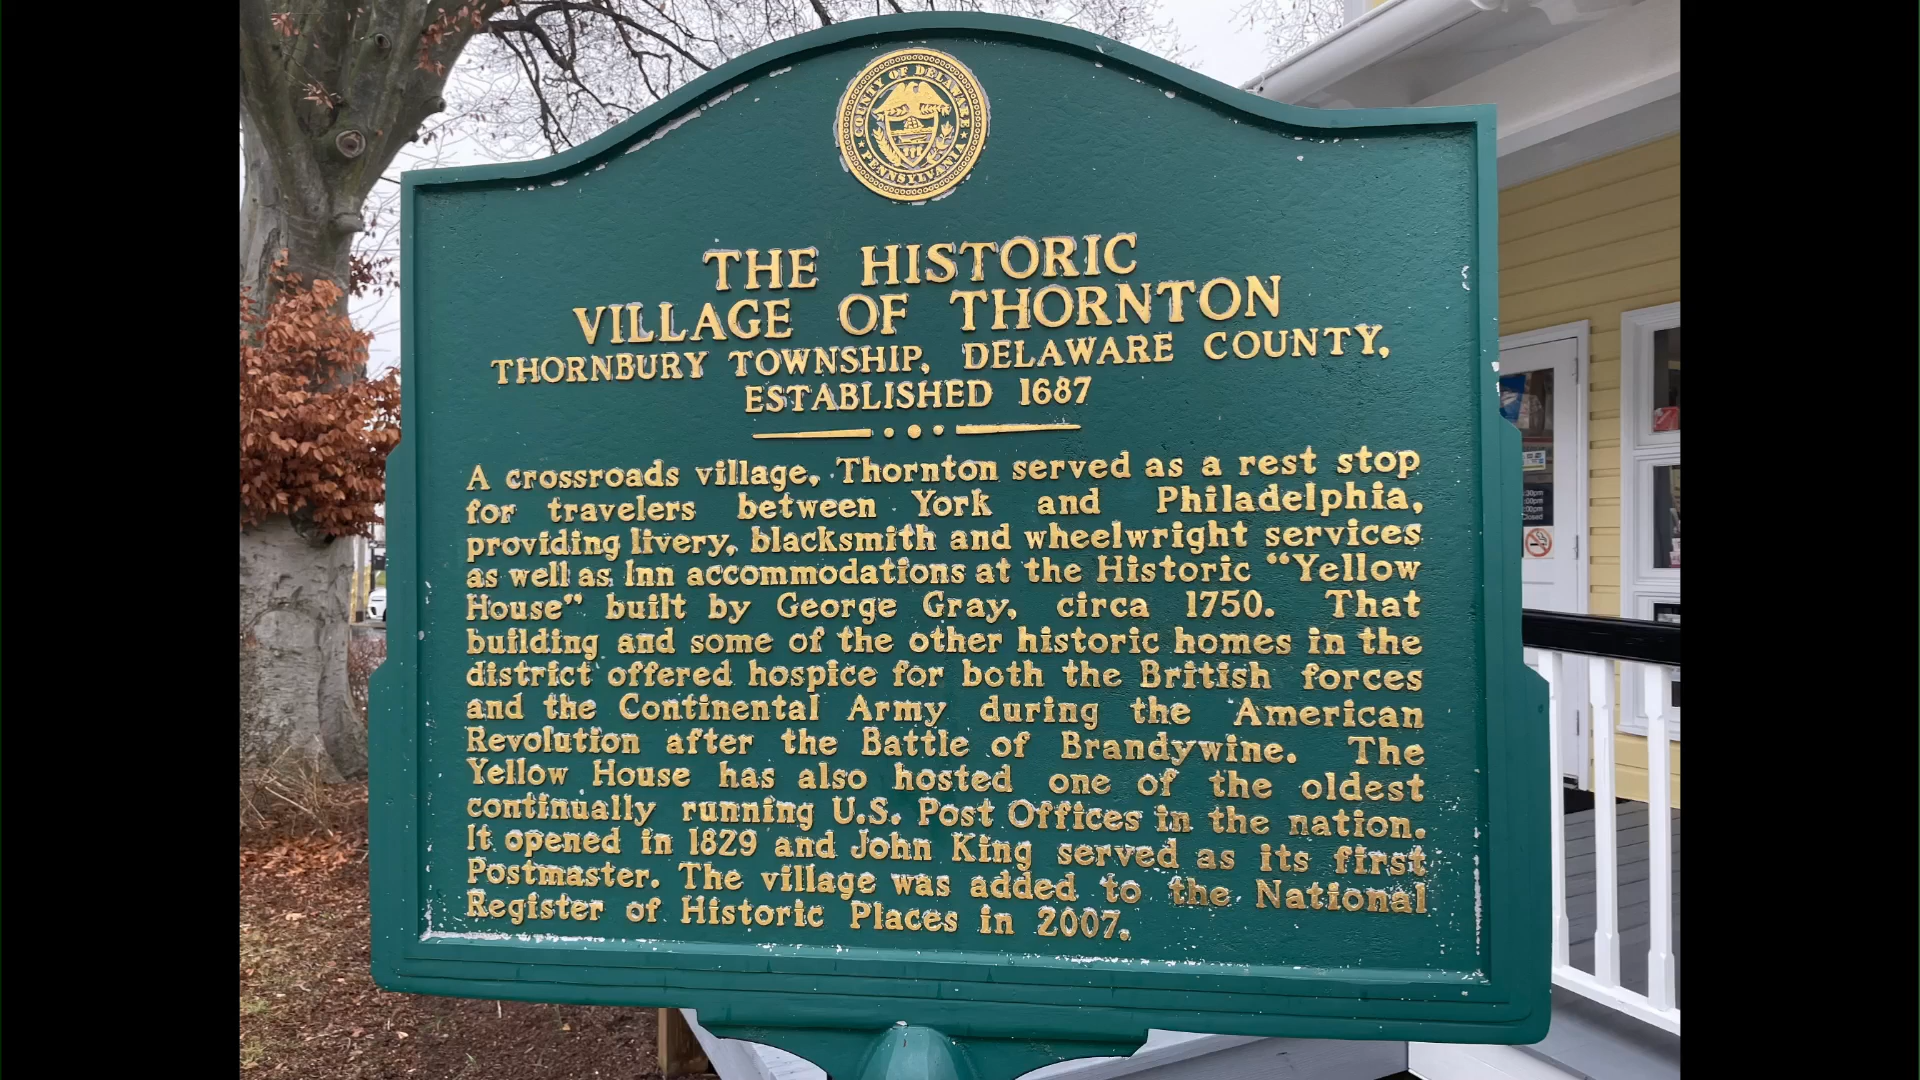 COUNTY OF DELAWARE
PENNSYLVANIA
THE HISTORIC
VILLAGE OF THORNTON
THORNBURY TOWNSHIP, DELAWARE COUNTY,
ESTABLISHED 1687
A crossroads village, Thornton served as a rest stop
for travelers between York and Philadelphia,
providing livery, blacksmith and wheelwright services
as well as Inn accommodations at the Historic “Yellow
House” built by George Gray, circa 1750. That
building and some of the other historic homes in the
district offered hospice for both the British forces
and the Continental Army during the American
Revolution after the Battle of Brandywine. The
Yellow House has also hosted one of the oldest
continually running U.S. Post Offices in the nation.
It opened in 1829 and John King served as its first
Postmaster. The village was added to the National
Register of Historic Places in 2007.